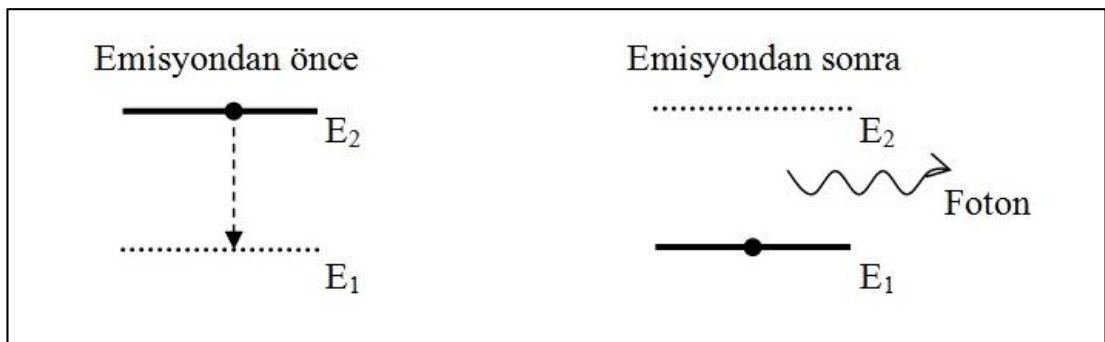 Emisyondan önce
E₂
E₁
Emisyondan sonra
E₂
Foton
E₁